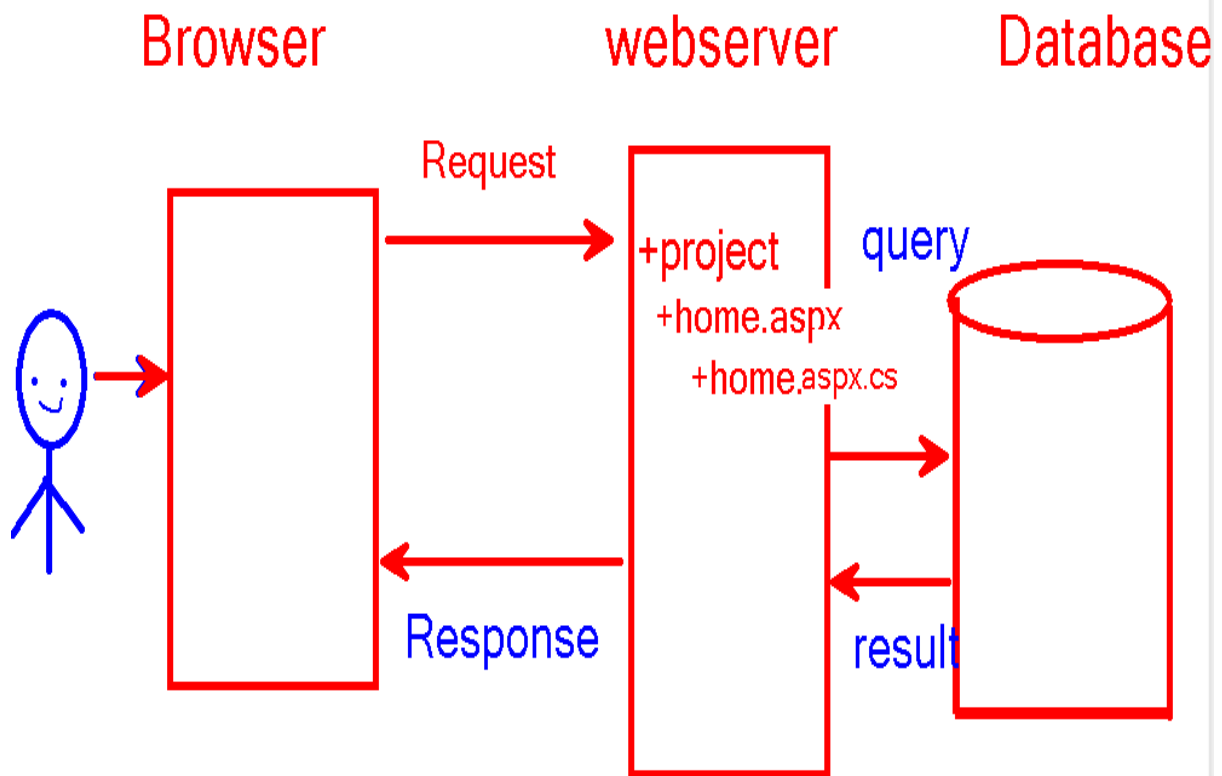 Browser
webserver
Database
Request
+project
+home.aspx
+home.aspx.cs
query
Response
result